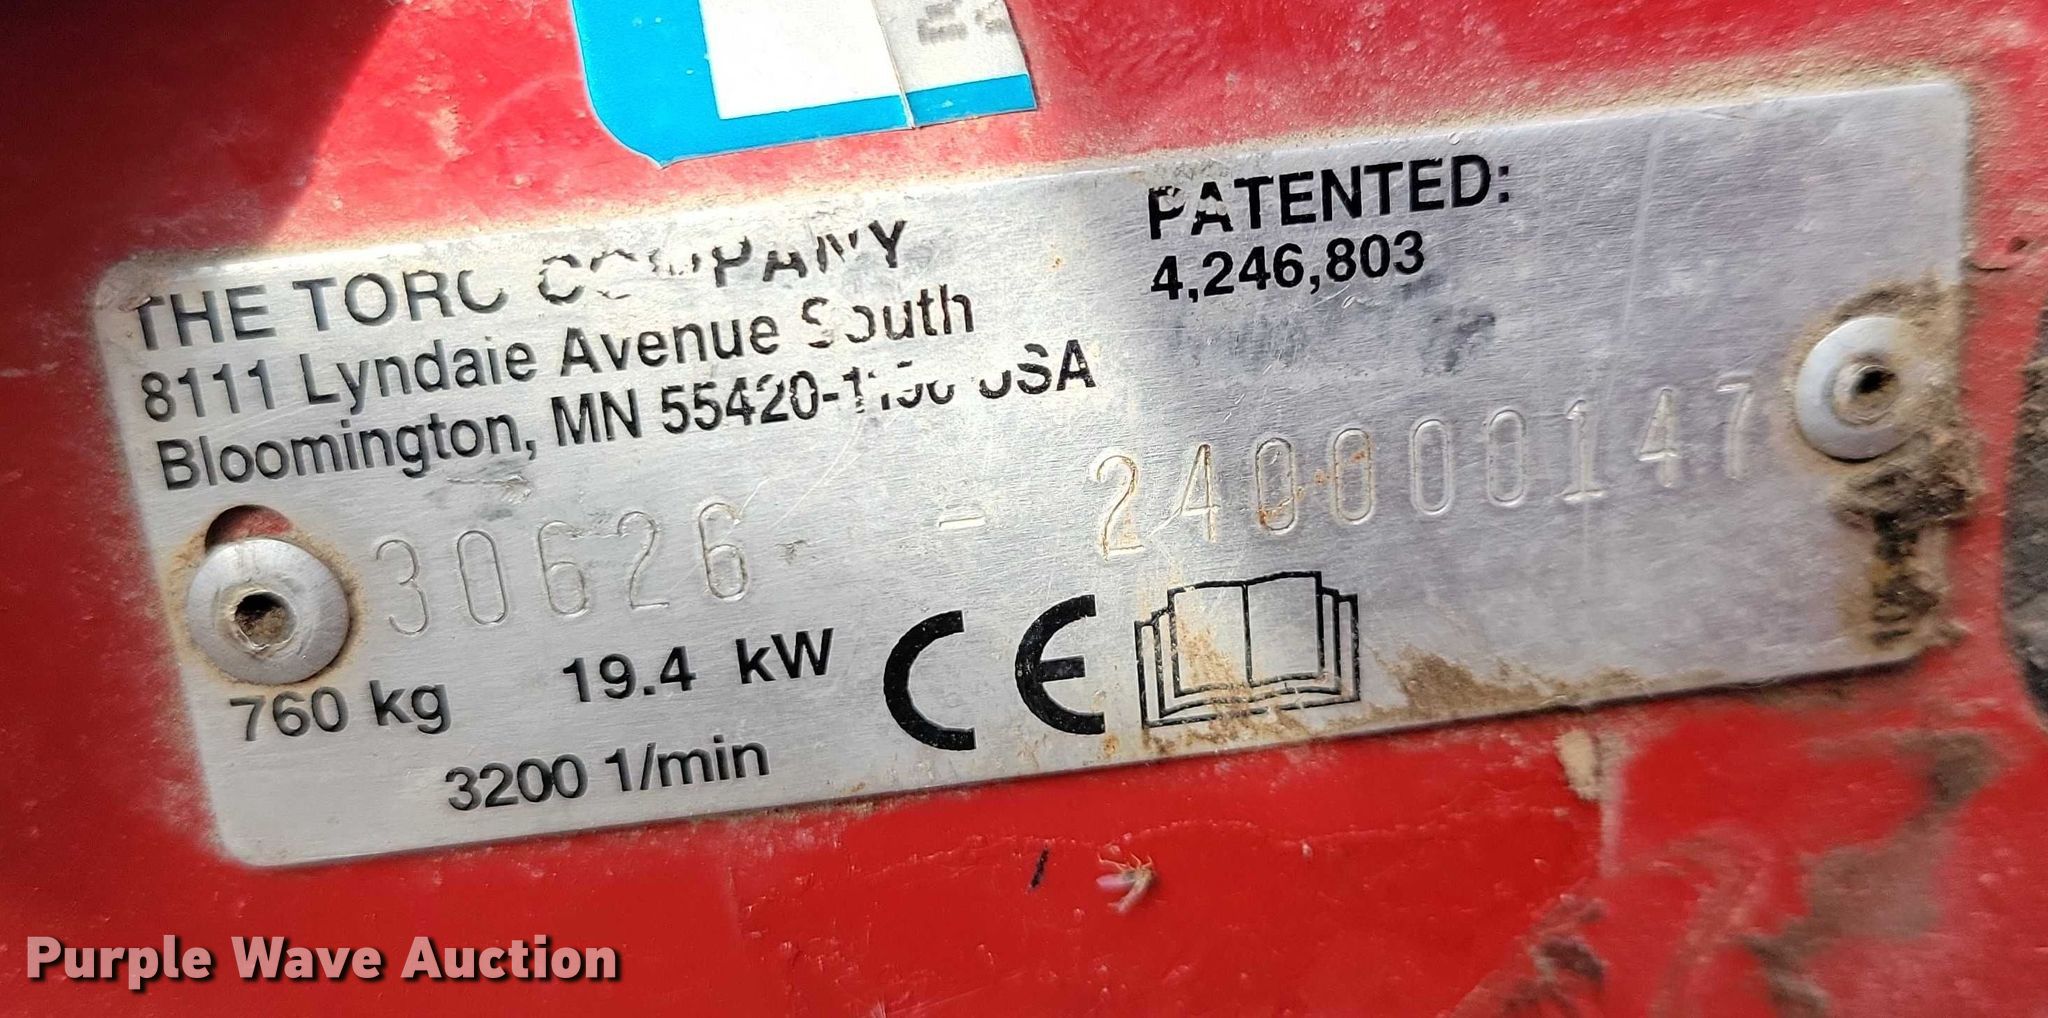 THE TORO COMPANY
8111 Lyndale Avenue South
Bloomington, MN 55420- USA
PATENTED:
4,246,803
30626 - 240000147
760 kg 19.4 kW
3200 1/min
CE
Purple Wave Auction